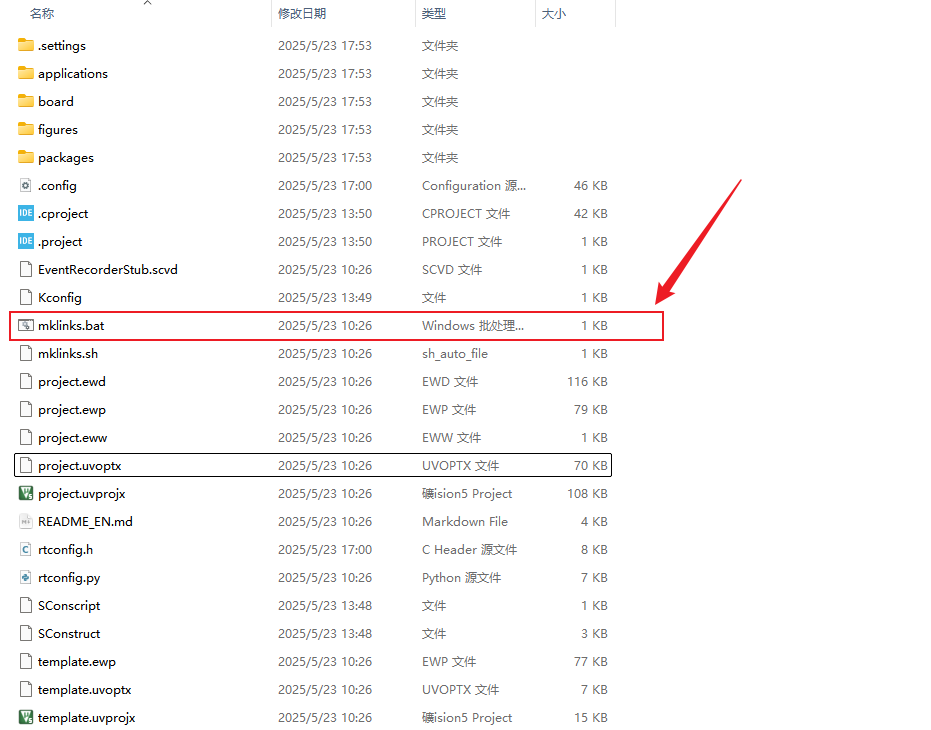 名称 修改日期 类型 大小
.settings 2025/5/23 17:53 文件夹
applications 2025/5/23 17:53 文件夹
board 2025/5/23 17:53 文件夹
figures 2025/5/23 17:53 文件夹
packages 2025/5/23 17:53 文件夹
.config 2025/5/23 17:00 Configuration 源... 46 KB
IDE .cproject 2025/5/23 13:50 CPROJECT 文件 42 KB
IDE .project 2025/5/23 13:50 PROJECT 文件 1 KB
EventRecorderStub.scvd 2025/5/23 10:26 SCVD 文件 1 KB
Kconfig 2025/5/23 13:49 文件 1 KB
mklinks.bat 2025/5/23 10:26 Windows 批处理... 1 KB
mklinks.sh 2025/5/23 10:26 sh_auto_file 1 KB
project.ewd 2025/5/23 10:26 EWD 文件 116 KB
project.ewp 2025/5/23 10:26 EWP 文件 79 KB
project.eww 2025/5/23 10:26 EWW 文件 1 KB
project.uvoptx 2025/5/23 10:26 UVOPTX 文件 70 KB
project.uvprojx 2025/5/23 10:26 礦ision5 Project 108 KB
README_EN.md 2025/5/23 10:26 Markdown File 4 KB
rtconfig.h 2025/5/23 17:00 C Header 源文件 8 KB
rtconfig.py 2025/5/23 10:26 Python 源文件 7 KB
SConscript 2025/5/23 13:48 文件 1 KB
SConstruct 2025/5/23 13:48 文件 3 KB
template.ewp 2025/5/23 10:26 EWP 文件 77 KB
template.uvoptx 2025/5/23 10:26 UVOPTX 文件 7 KB
template.uvprojx 2025/5/23 10:26 礦ision5 Project 15 KB